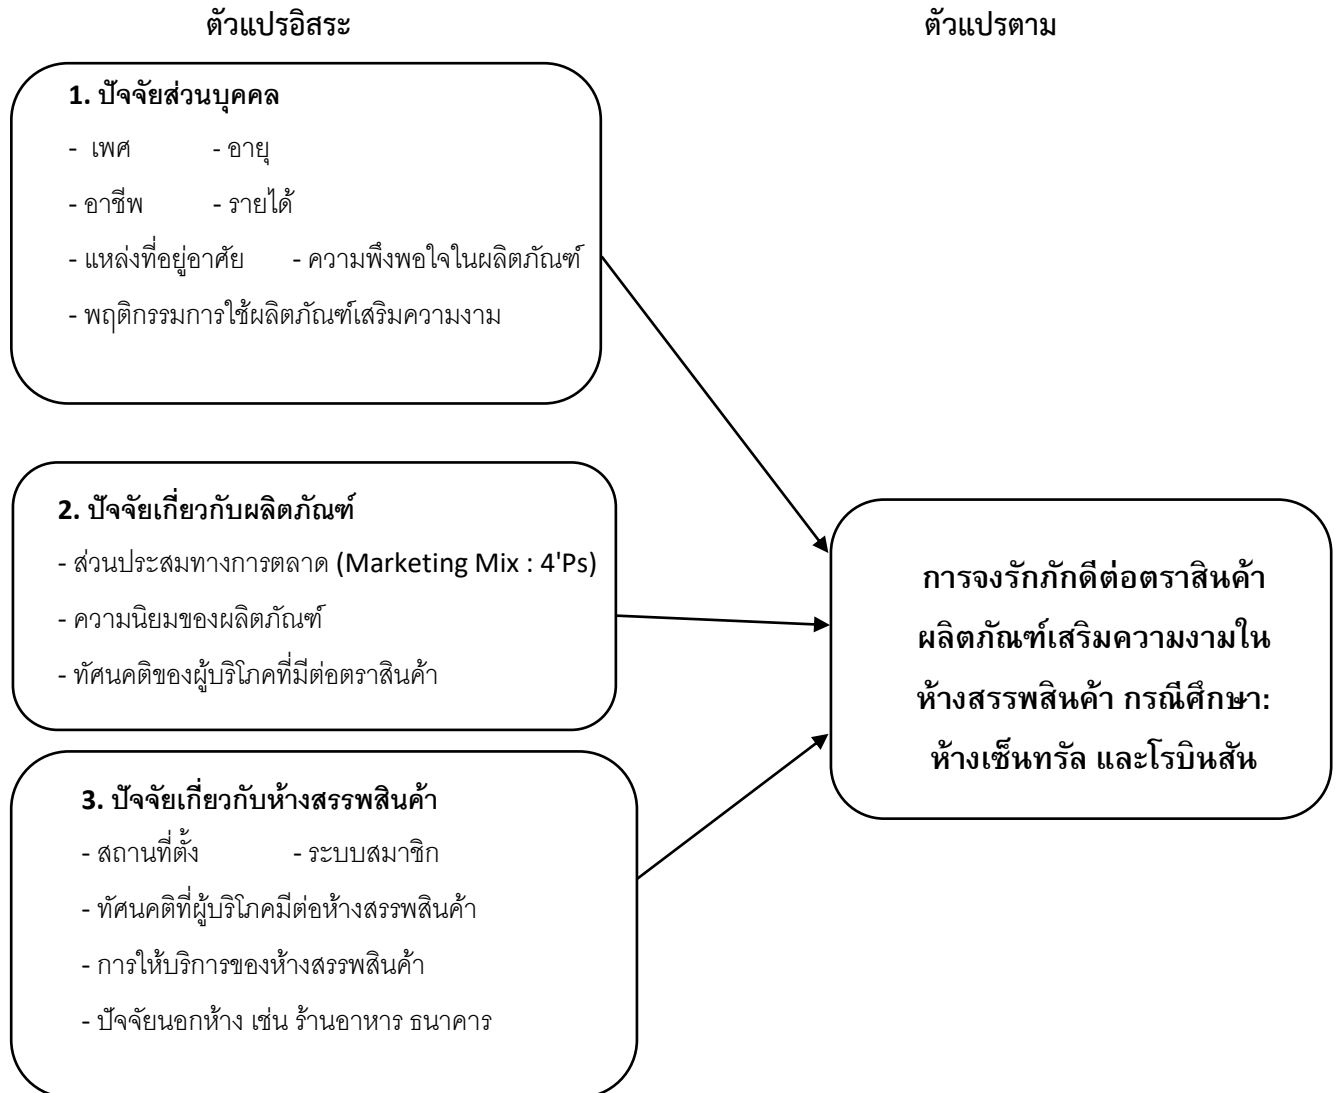 ตัวแปรอิสระ
ตัวแปรตาม
1. ปัจจัยส่วนบุคคล
- เพศ - อายุ
- อาชีพ - รายได้
- แหล่งที่อยู่อาศัย - ความพึงพอใจในผลิตภัณฑ์
- พฤติกรรมการใช้ผลิตภัณฑ์เสริมความงาม
2. ปัจจัยเกี่ยวกับผลิตภัณฑ์
- ส่วนประสมทางการตลาด (Marketing Mix : 4'Ps)
- ความนิยมของผลิตภัณฑ์
- ทัศนคติของผู้บริโภคที่มีต่อตราสินค้า
3. ปัจจัยเกี่ยวกับห้างสรรพสินค้า
- สถานที่ตั้ง - ระบบสมาชิก
- ทัศนคติที่ผู้บริโภคมีต่อห้างสรรพสินค้า
- การให้บริการของห้างสรรพสินค้า
- ปัจจัยนอกห้าง เช่น ร้านอาหาร ธนาคาร
การจงรักภักดีต่อตราสินค้า
ผลิตภัณฑ์เสริมความงามใน
ห้างสรรพสินค้า กรณีศึกษา:
ห้างเซ็นทรัล และโรบินสัน